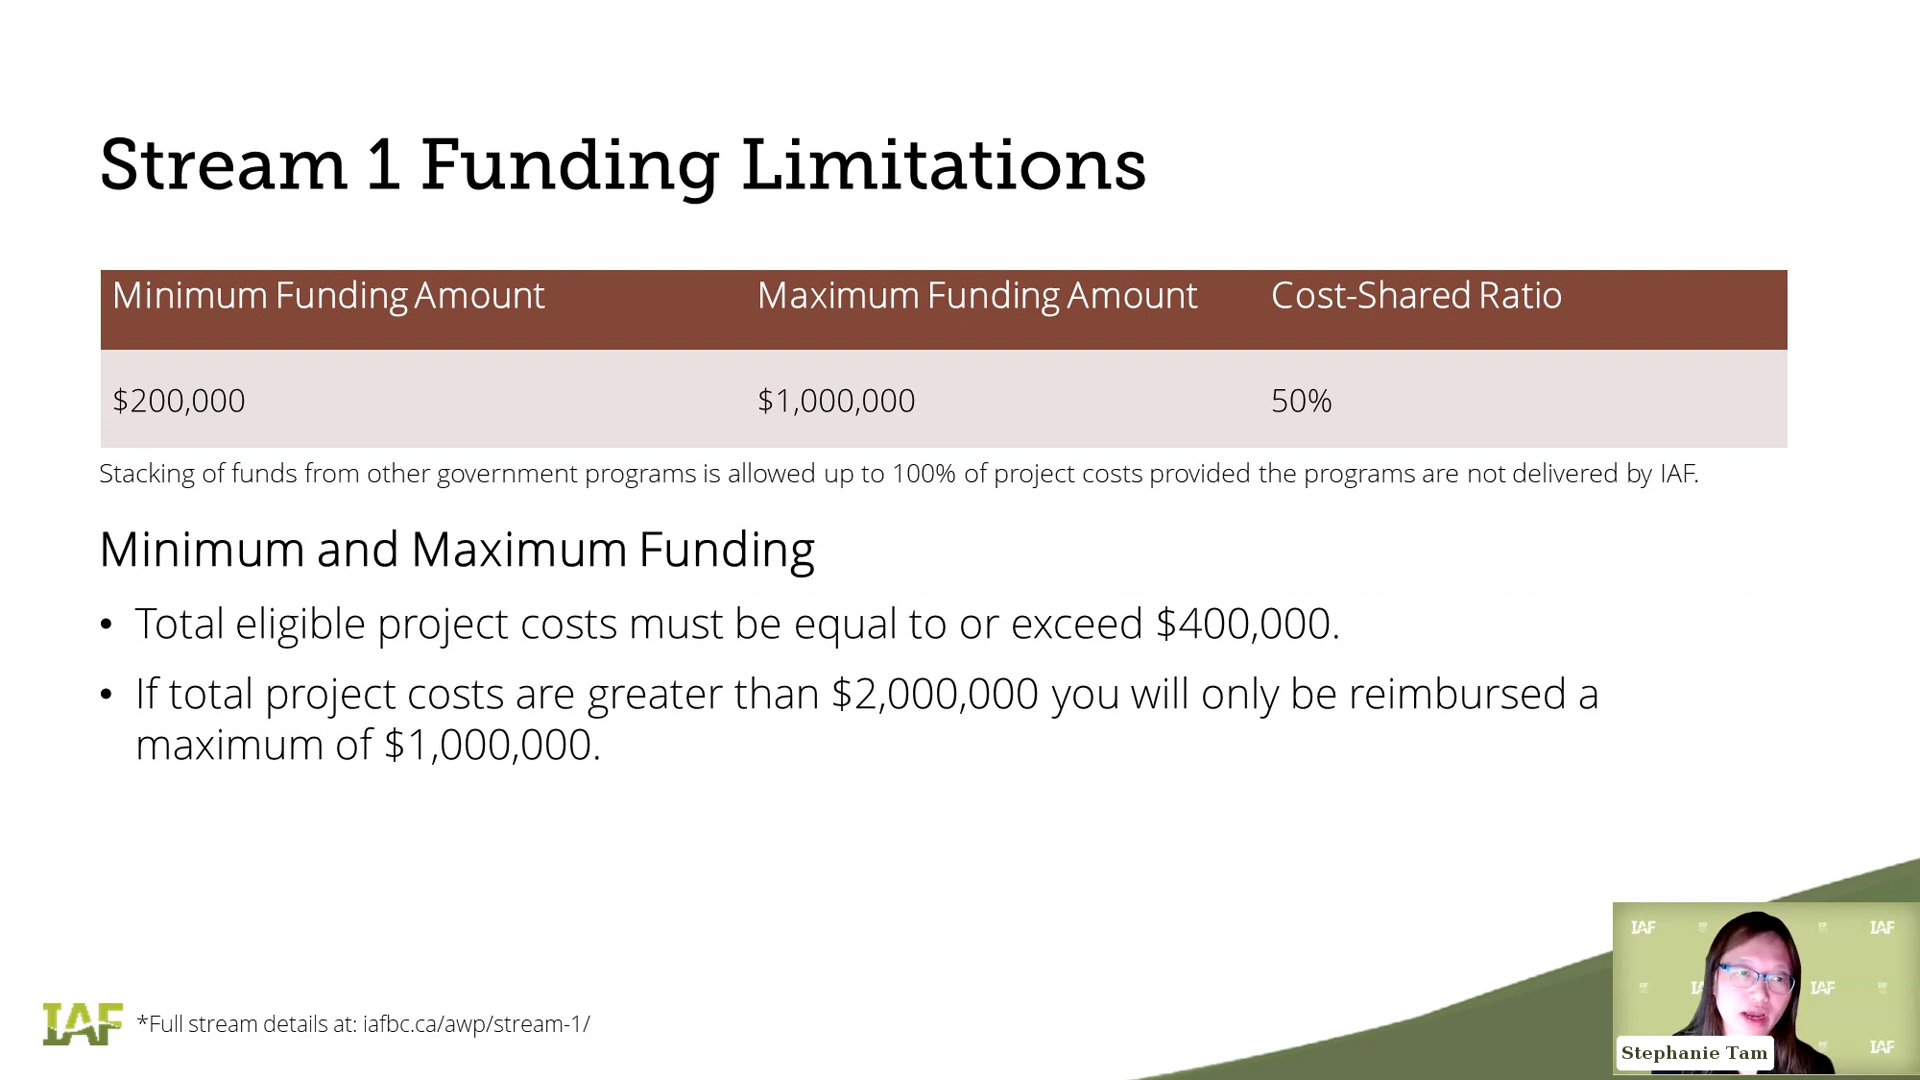 Stream 1 Funding Limitations
Minimum Funding Amount Maximum Funding Amount Cost-Shared Ratio
$200,000 $1,000,000 50%
Stacking of funds from other government programs is allowed up to 100% of project costs provided the programs are not delivered by IAF.
Minimum and Maximum Funding
• Total eligible project costs must be equal to or exceed $400,000.
• If total project costs are greater than $2,000,000 you will only be reimbursed a
maximum of $1,000,000.
IAF IAF
IAF
IAF *Full stream details at: iafbc.ca/awp/stream-1/
Stephanie Tam IAF